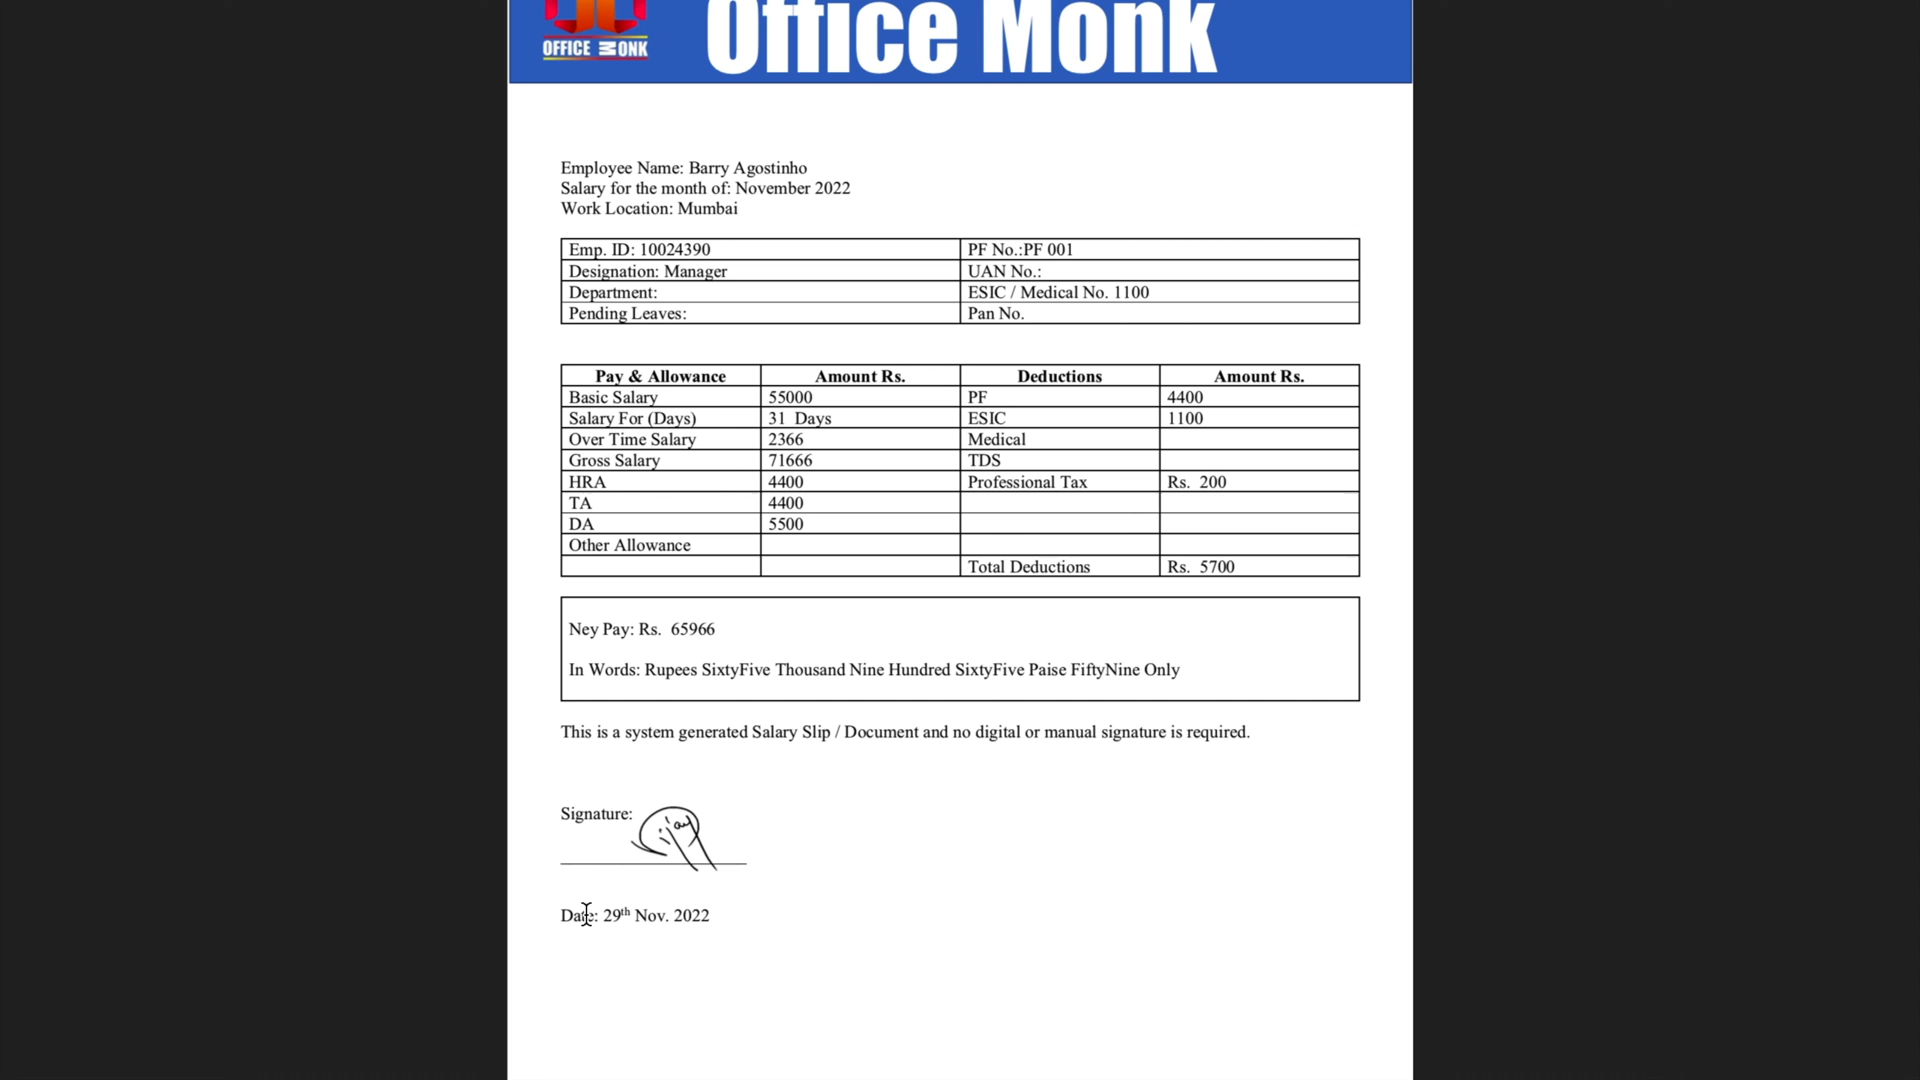 OFFICE MONK
Office Monk
Employee Name: Barry Agostinho
Salary for the month of: November 2022
Work Location: Mumbai
Emp. ID: 10024390 PF No.:PF 001
Designation: Manager UAN No.:
Department: ESIC / Medical No. 1100
Pending Leaves: Pan No.
Pay & Allowance Amount Rs. Deductions Amount Rs.
Basic Salary 55000 PF 4400
Salary For (Days) 31 Days ESIC 1100
Over Time Salary 2366 Medical
Gross Salary 71666 TDS
HRA 4400 Professional Tax Rs. 200
TA 4400
DA 5500
Other Allowance
Total Deductions Rs. 5700
Ney Pay: Rs. 65966
In Words: Rupees SixtyFive Thousand Nine Hundred SixtyFive Paise FiftyNine Only
This is a system generated Salary Slip / Document and no digital or manual signature is required.
Signature:
Date: 29th Nov. 2022